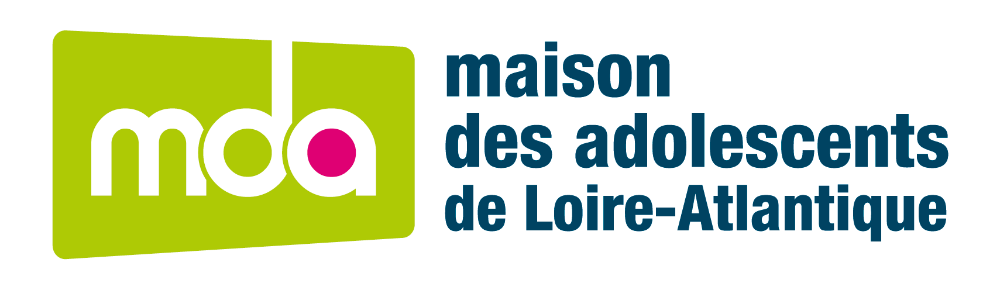 mda
maison
des adolescents
de Loire-Atlantique